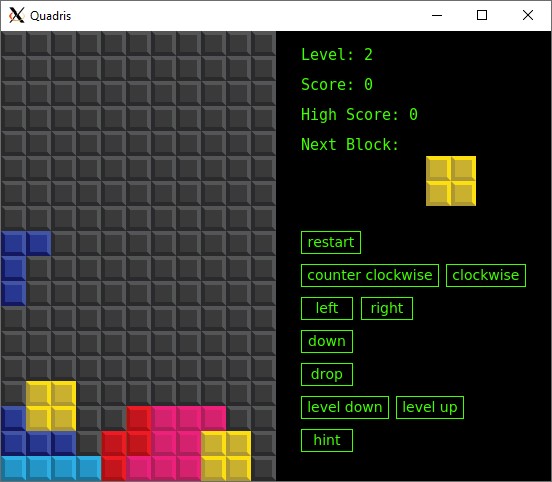 Quadris
Level: 2
Score: 0
High Score: 0
Next Block:
restart
counter clockwise clockwise
left right
down
drop
level down level up
hint